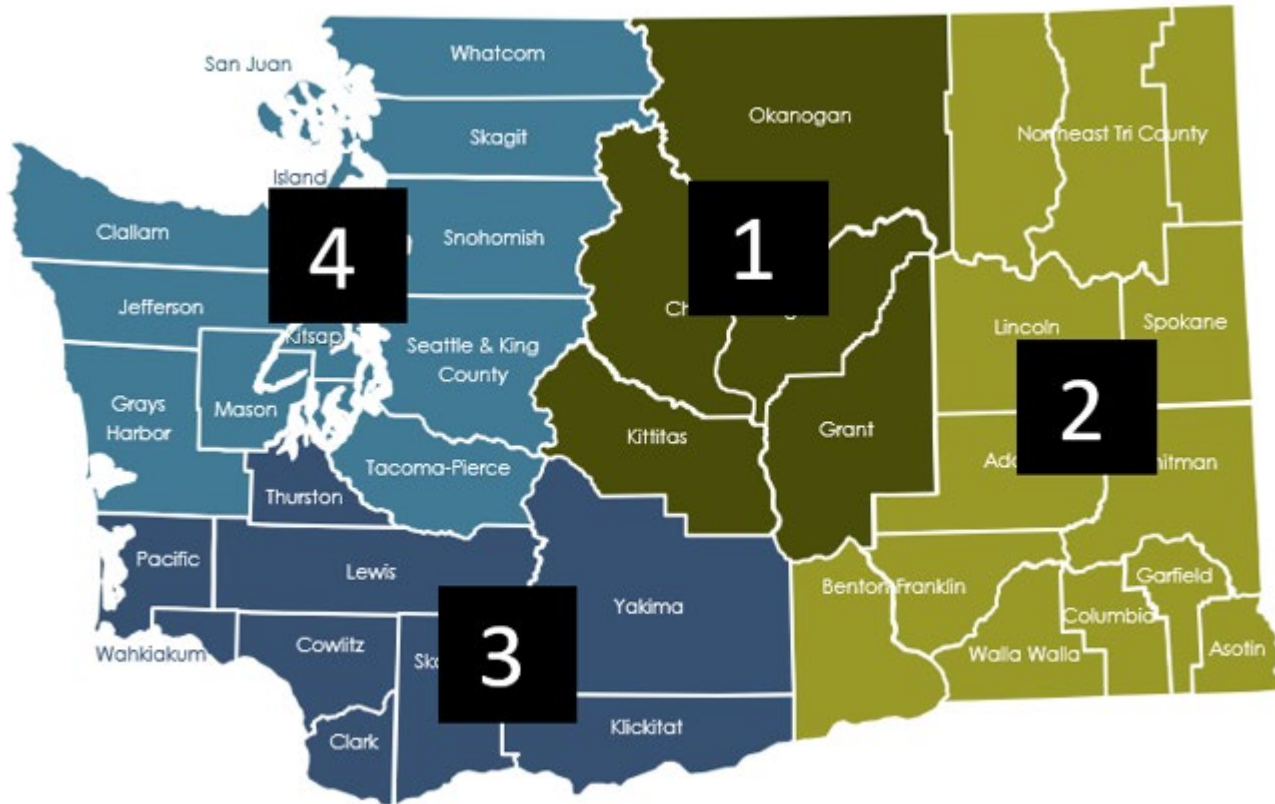 Whatcom
San Juan
Okanogan
Skagit
Northeast Tri County
Island
Clallam
Snohomish
4
1
Jefferson
Kitsap
Seattle & King
County
Lincoln
Spokane
Grays
Harbor
Mason
Kittitas
Grant
2
Tacoma-Pierce
Thurston
Pacific
Lewis
Yakima
Benton
Franklin
Garfield
Columbia
Wahkiakum
Cowlitz
3
Walla Walla
Asotin
Clark
Klickitat